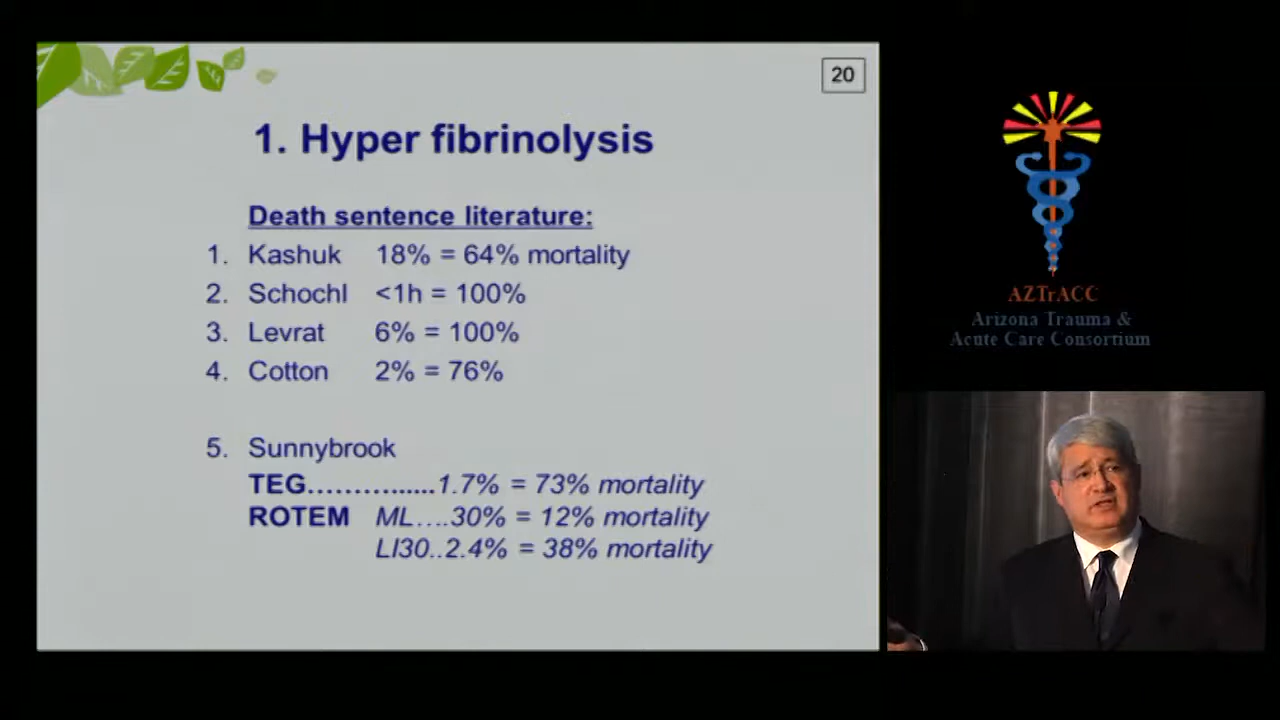 20
1. Hyper fibrinolysis
Death sentence literature:
1. Kashuk 18% = 64% mortality
2. Schochl <1h = 100%
3. Levrat 6% = 100%
4. Cotton 2% = 76%
5. Sunnybrook
TEG..............1.7% = 73% mortality
ROTEM ML....30% = 12% mortality
LI30..2.4% = 38% mortality
AZTrACC
Arizona Trauma &
Acute Care Consortium